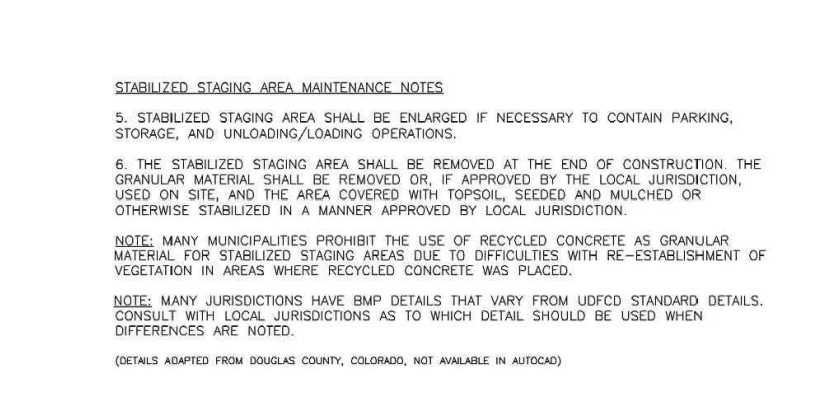 STABILIZED STAGING AREA MAINTENANCE NOTES
5. STABILIZED STAGING AREA SHALL BE ENLARGED IF NECESSARY TO CONTAIN PARKING,
STORAGE, AND UNLOADING/LOADING OPERATIONS.
6. THE STABILIZED STAGING AREA SHALL BE REMOVED AT THE END OF CONSTRUCTION. THE
GRANULAR MATERIAL SHALL BE REMOVED OR, IF APPROVED BY THE LOCAL JURISDICTION,
USED ON SITE, AND THE AREA COVERED WITH TOPSOIL, SEEDED AND MULCHED OR
OTHERWISE STABILIZED IN A MANNER APPROVED BY LOCAL JURISDICTION.
NOTE: MANY MUNICIPALITIES PROHIBIT THE USE OF RECYCLED CONCRETE AS GRANULAR
MATERIAL FOR STABILIZED STAGING AREAS DUE TO DIFFICULTIES WITH RE-ESTABLISHMENT OF
VEGETATION IN AREAS WHERE RECYCLED CONCRETE WAS PLACED.
NOTE: MANY JURISDICTIONS HAVE BMP DETAILS THAT VARY FROM UDFCD STANDARD DETAILS.
CONSULT WITH LOCAL JURISDICTIONS AS TO WHICH DETAIL SHOULD BE USED WHEN
DIFFERENCES ARE NOTED.
(DETAILS ADAPTED FROM DOUGLAS COUNTY, COLORADO, NOT AVAILABLE IN AUTOCAD)